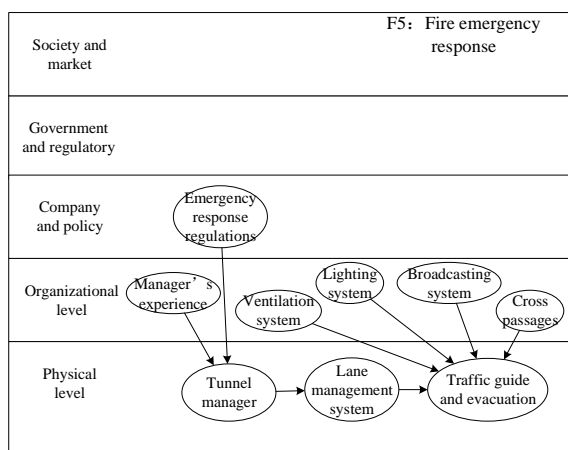 F5：Fire emergency
response
Society and
market
Government
and regulatory
Company
and policy
Emergency
response
regulations
Organizational
level
Manager’s
experience
Ventilation
system
Lighting
system
Broadcasting
system
Cross
passages
Physical
level
Tunnel
manager
Lane
management
system
Traffic guide
and evacuation